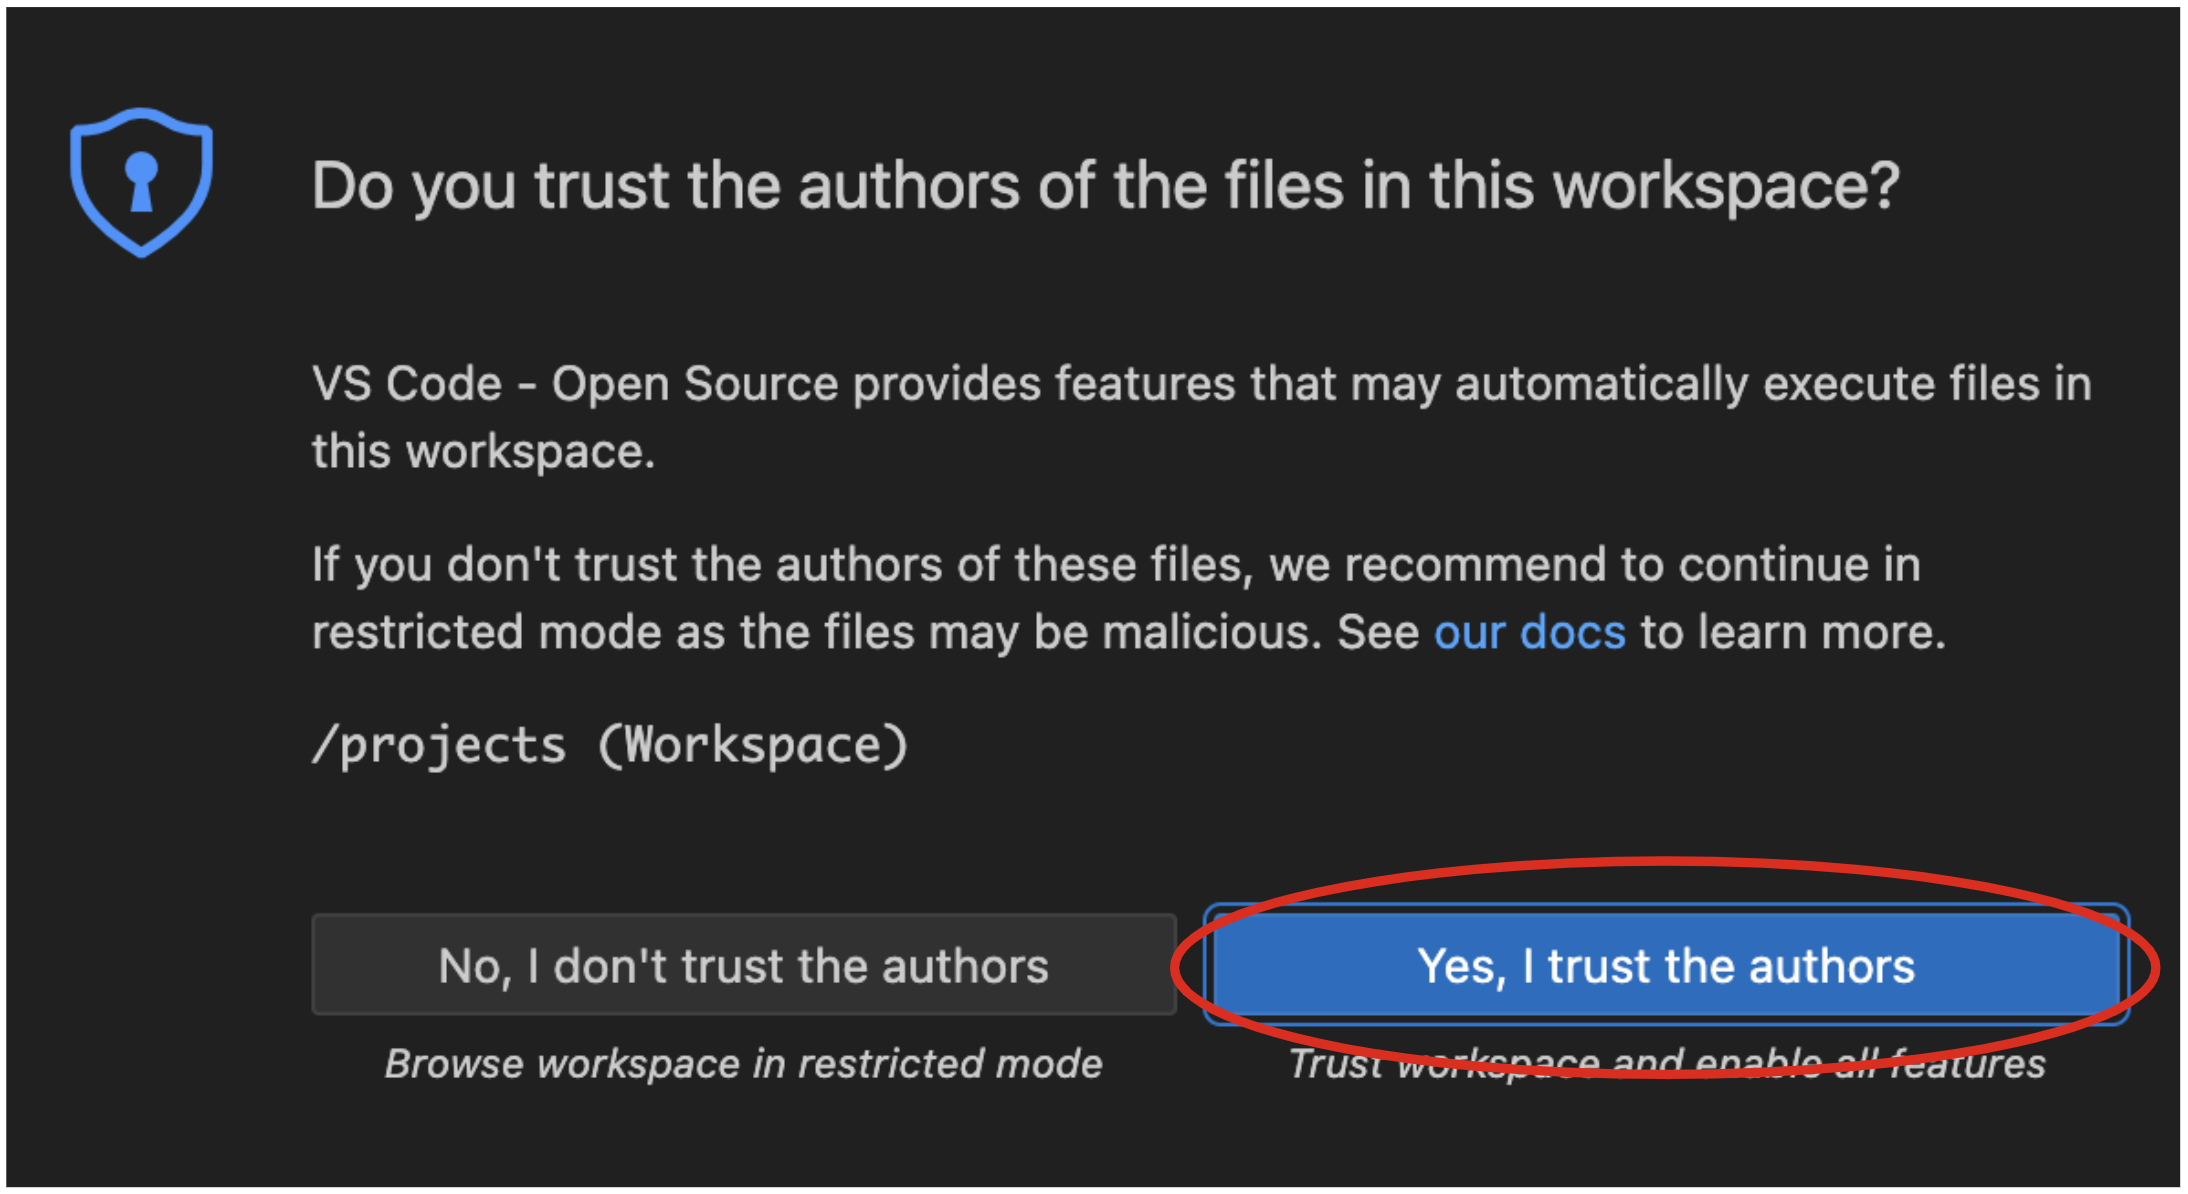 Do you trust the authors of the files in this workspace?
VS Code - Open Source provides features that may automatically execute files in
this workspace.
If you don't trust the authors of these files, we recommend to continue in
restricted mode as the files may be malicious. See our docs to learn more.
/projects (Workspace)
No, I don't trust the authors
Yes, I trust the authors
Browse workspace in restricted mode
Trust workspace and enable all features